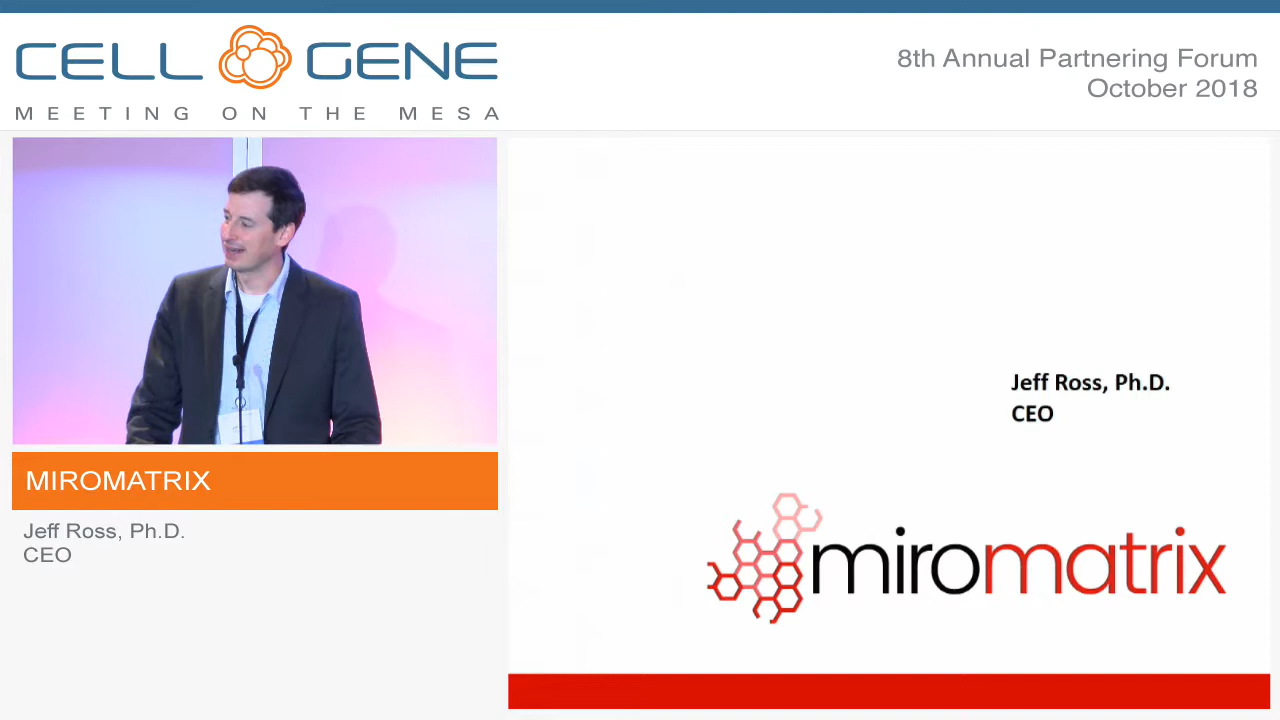 CELL GENE
MEETING ON THE MESA
8th Annual Partnering Forum
October 2018
Jeff Ross, Ph.D.
CEO
miromatrix
MIROMATRIX
Jeff Ross, Ph.D.
CEO